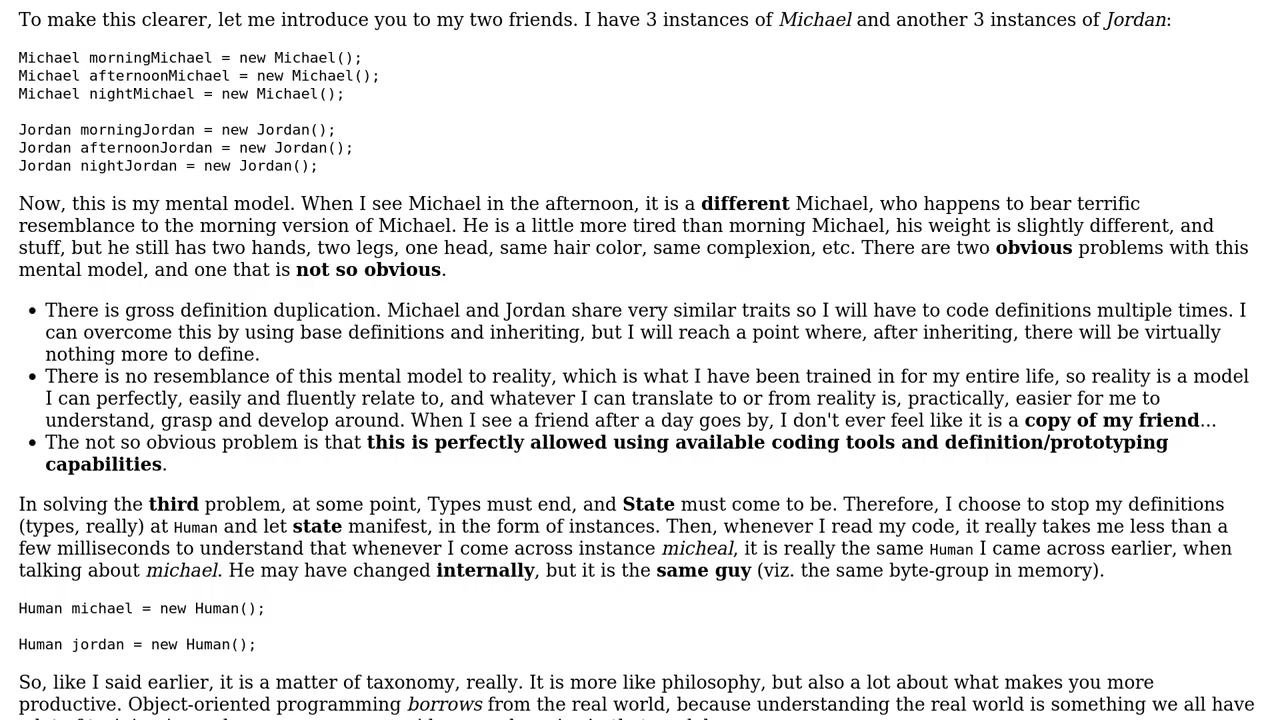 To make this clearer, let me introduce you to my two friends. I have 3 instances of Michael and another 3 instances of Jordan:
Michael morningMichael = new Michael();
Michael afternoonMichael = new Michael();
Michael nightMichael = new Michael();
Jordan morningJordan = new Jordan();
Jordan afternoonJordan = new Jordan();
Jordan nightJordan = new Jordan();
Now, this is my mental model. When I see Michael in the afternoon, it is a different Michael, who happens to bear terrific
resemblance to the morning version of Michael. He is a little more tired than morning Michael, his weight is slightly different, and
stuff, but he still has two hands, two legs, one head, same hair color, same complexion, etc. There are two obvious problems with this
mental model, and one that is not so obvious.
• There is gross definition duplication. Michael and Jordan share very similar traits so I will have to code definitions multiple times. I
can overcome this by using base definitions and inheriting, but I will reach a point where, after inheriting, there will be virtually
nothing more to define.
• There is no resemblance of this mental model to reality, which is what I have been trained in for my entire life, so reality is a model
I can perfectly, easily and fluently relate to, and whatever I can translate to or from reality is, practically, easier for me to
understand, grasp and develop around. When I see a friend after a day goes by, I don't ever feel like it is a copy of my friend...
• The not so obvious problem is that this is perfectly allowed using available coding tools and definition/prototyping
capabilities.
In solving the third problem, at some point, Types must end, and State must come to be. Therefore, I choose to stop my definitions
(types, really) at Human and let state manifest, in the form of instances. Then, whenever I read my code, it really takes me less than a
few milliseconds to understand that whenever I come across instance micheal, it is really the same Human I came across earlier, when
talking about michael. He may have changed internally, but it is the same guy (viz. the same byte-group in memory).
Human michael = new Human();
Human jordan = new Human();
So, like I said earlier, it is a matter of taxonomy, really. It is more like philosophy, but also a lot about what makes you more
productive. Object-oriented programming borrows from the real world, because understanding the real world is something we all have